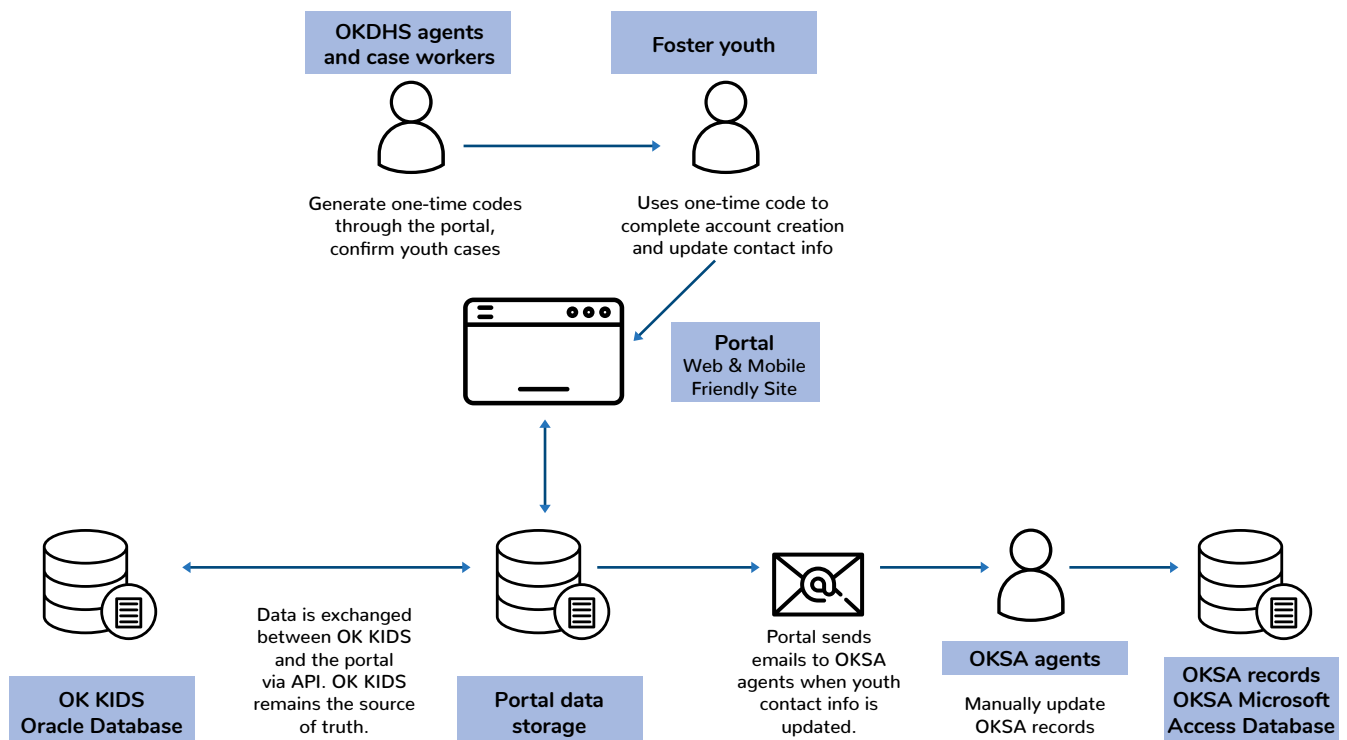 OKDHS agents
and case workers
Foster youth
Generate one-time codes
through the portal,
confirm youth cases
Uses one-time code to
complete account creation
and update contact info
Portal
Web & Mobile
Friendly Site
OK KIDS
Oracle Database
Data is exchanged
between OK KIDS
and the portal
via API. OK KIDS
remains the source
of truth.
Portal data
storage
@
Portal sends
emails to OKSA
agents when youth
contact info is
updated.
OKSA agents
Manually update
OKSA records
OKSA records
OKSA Microsoft
Access Database